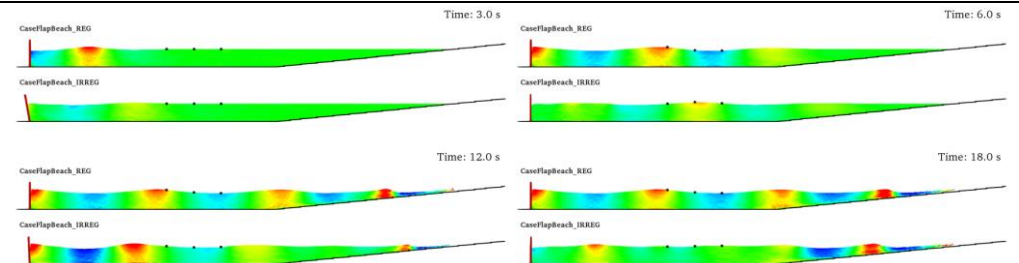 Time: 3.0 s
CaseFlapBeach_REG
CaseFlapBeach_IRREG
Time: 6.0 s
CaseFlapBeach_REG
CaseFlapBeach_IRREG
Time: 12.0 s
CaseFlapBeach_REG
CaseFlapBeach_IRREG
Time: 18.0 s
CaseFlapBeach_REG
CaseFlapBeach_IRREG